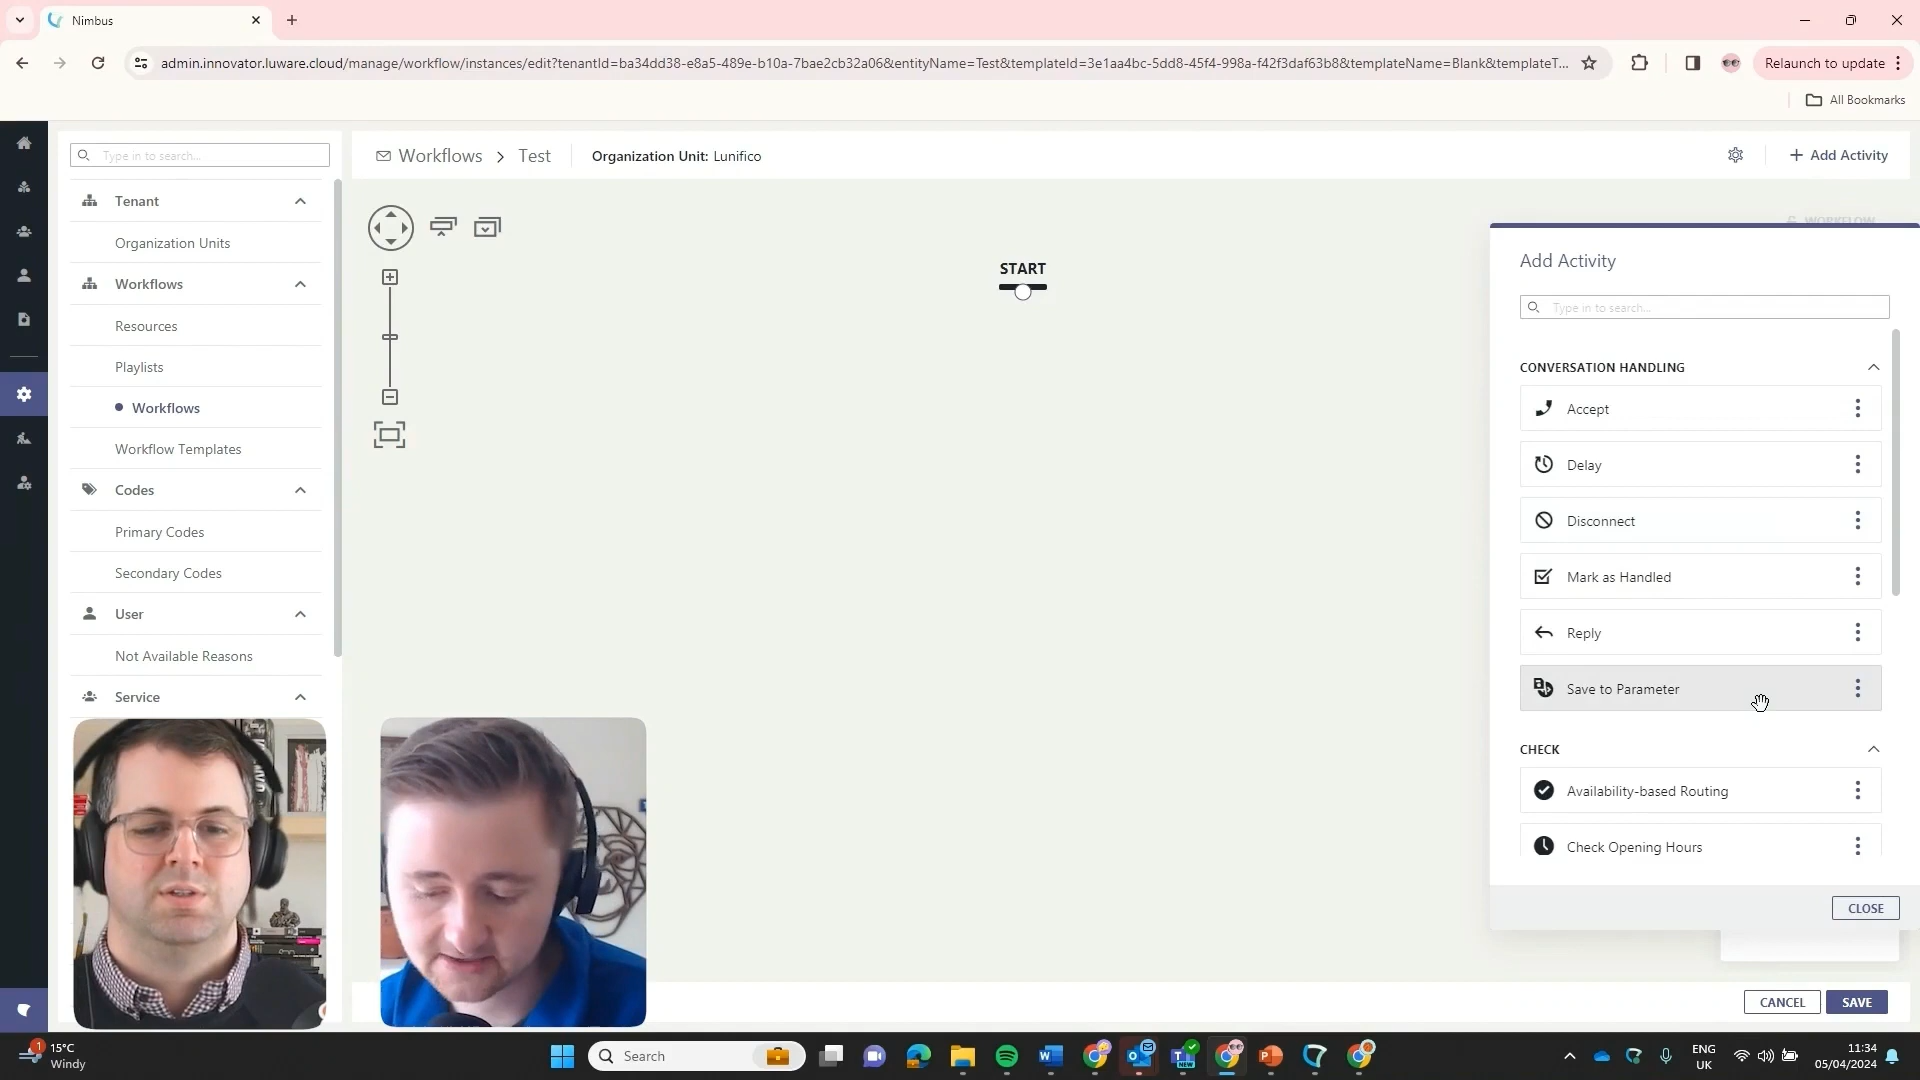 Nimbus
admin.innovator.luware.cloud/manage/workflow/instances/edit?tenantId=ba34dd38-e8a5-489e-b10a-7bae2cb32a06&entityName=Test&templateId=3e1aa4bc-5dd8-45f4-998a-f42f3daf63b8&templateName=Blank&templateT...
Relaunch to update
All Bookmarks
Type in to search...
Tenant
Organization Units
Workflows
Resources
Playlists
Workflows
Workflow Templates
Codes
Primary Codes
Secondary Codes
User
Not Available Reasons
Service
Workflows > Test
Organization Unit: Lunifico
+ Add Activity
START
WORKFLOW
Add Activity
Type in to search...
CONVERSATION HANDLING
Accept
Delay
Disconnect
Mark as Handled
Reply
Save to Parameter
CHECK
Availability-based Routing
Check Opening Hours
CLOSE
CANCEL
SAVE
1
15°C
Windy
Search
NEW
ENG
UK
11:34
05/04/2024